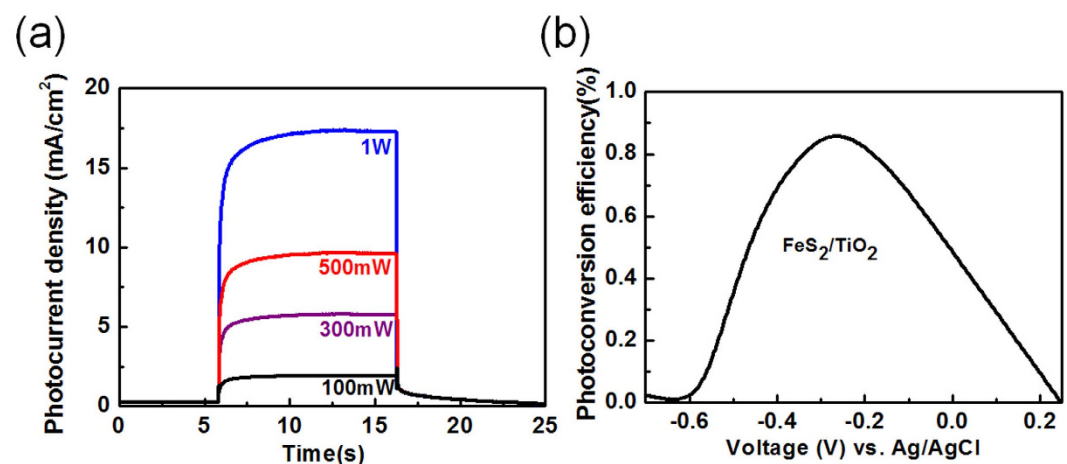 (a)
Photocurrent density (mA/cm²)
20
15
10
5
0
1W
500mW
300mW
100mW
0 5 10 15 20 25
Time(s)
(b)
Photoconversion efficiency(%)
1.0
0.8
0.6
0.4
0.2
0.0
FeS₂/TiO₂
-0.6 -0.4 -0.2 0.0 0.2
Voltage (V) vs. Ag/AgCl